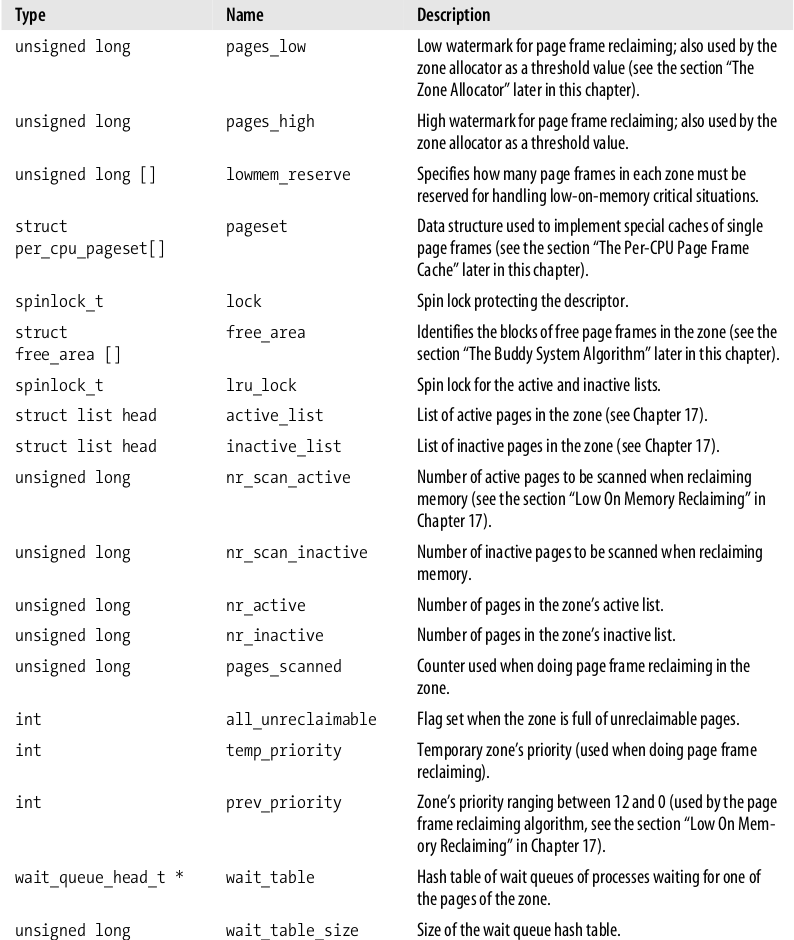 Type Name Description
unsigned long pages_low Low watermark for page frame reclaiming; also used by the
zone allocator as a threshold value (see the section “The
Zone Allocator” later in this chapter).
unsigned long pages_high High watermark for page frame reclaiming; also used by the
zone allocator as a threshold value.
unsigned long [] lowmem_reserve Specifies how many page frames in each zone must be
reserved for handling low-on-memory critical situations.
struct pageset Data structure used to implement special caches of single
per_cpu_pageset[] page frames (see the section “The Per-CPU Page Frame
Cache” later in this chapter).
spinlock_t lock Spin lock protecting the descriptor.
struct free_area Identifies the blocks of free page frames in the zone (see the
free_area [] section “The Buddy System Algorithm” later in this chapter).
spinlock_t lru_lock Spin lock for the active and inactive lists.
struct list head active_list List of active pages in the zone (see Chapter 17).
struct list head inactive_list List of inactive pages in the zone (see Chapter 17).
unsigned long nr_scan_active Number of active pages to be scanned when reclaiming
memory (see the section “Low On Memory Reclaiming” in
Chapter 17).
unsigned long nr_scan_inactive Number of inactive pages to be scanned when reclaiming
memory.
unsigned long nr_active Number of pages in the zone’s active list.
unsigned long nr_inactive Number of pages in the zone’s inactive list.
unsigned long pages_scanned Counter used when doing page frame reclaiming in the
zone.
int all_unreclaimable Flag set when the zone is full of unreclaimable pages.
int temp_priority Temporary zone’s priority (used when doing page frame
reclaiming).
int prev_priority Zone’s priority ranging between 12 and 0 (used by the page
frame reclaiming algorithm, see the section “Low On Mem-
ory Reclaiming” in Chapter 17).
wait_queue_head_t * wait_table Hash table of wait queues of processes waiting for one of
the pages of the zone.
unsigned long wait_table_size Size of the wait queue hash table.